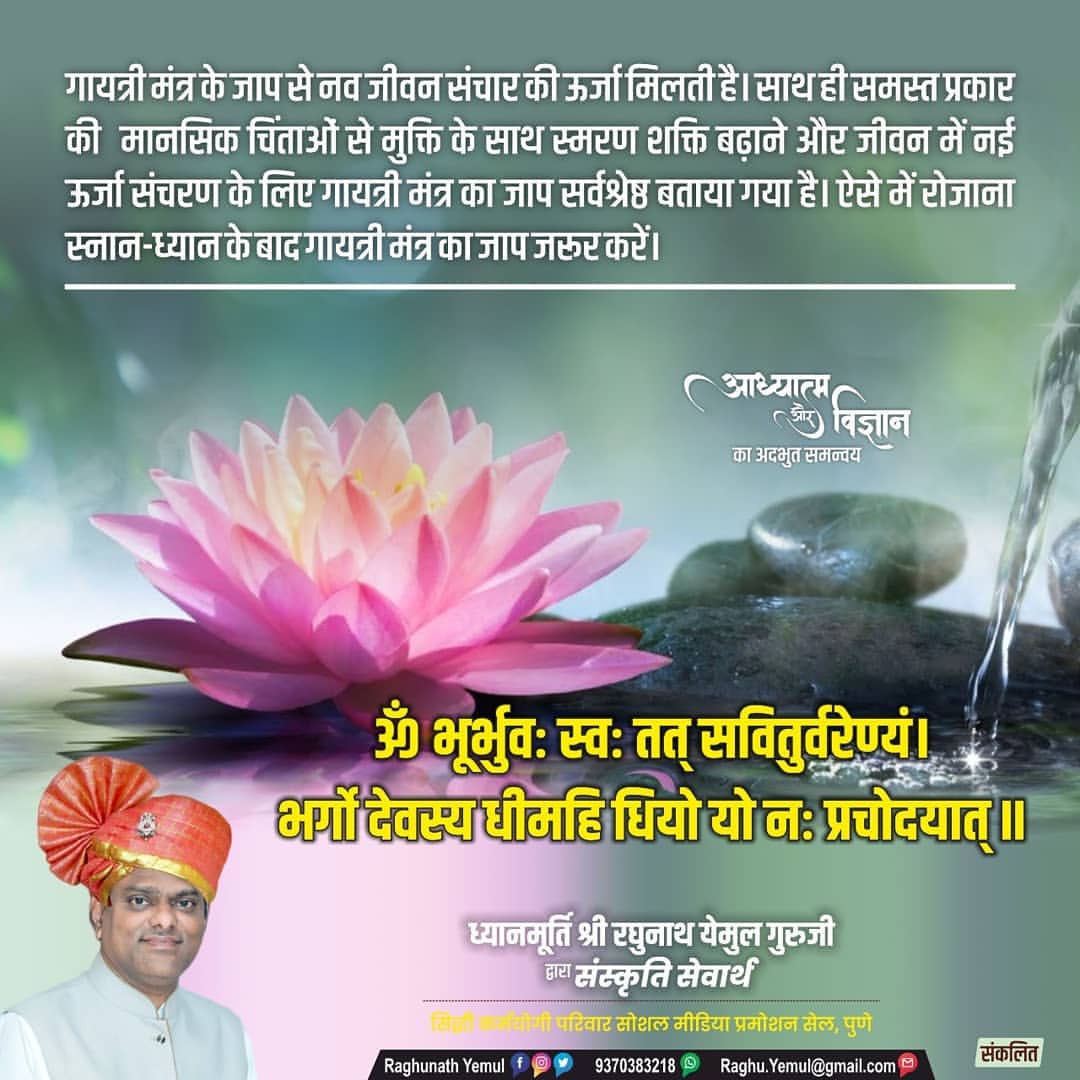 गायत्री मंत्र के जाप से नव जीवन संचार की ऊर्जा मिलती है। साथ ही समस्त प्रकार
की मानसिक चिंताओं से मुक्ति के साथ स्मरण शक्ति बढ़ाने और जीवन में नई
ऊर्जा संचरण के लिए गायत्री मंत्र का जाप सर्वश्रेष्ठ बताया गया है। ऐसे में रोजाना
स्नान-ध्यान के बाद गायत्री मंत्र का जाप जरूर करें।
आध्यात्म
और विज्ञान
का अदभुत समन्वय
ॐ भूर्भुवः स्वः तत् सवितुर्वरेण्यं।
भर्गो देवस्य धीमहि धियो यो नः प्रचोदयात्॥
ध्यानमूर्ति श्री रघुनाथ येमुल गुरुजी
द्वारा संस्कृति सेवार्थ
सिद्धी कर्मयोगी परिवार सोशल मीडिया प्रमोशन सेल, पुणे
संकलित
Raghunath Yemul 9370383218 Raghu.Yemul@gmail.com